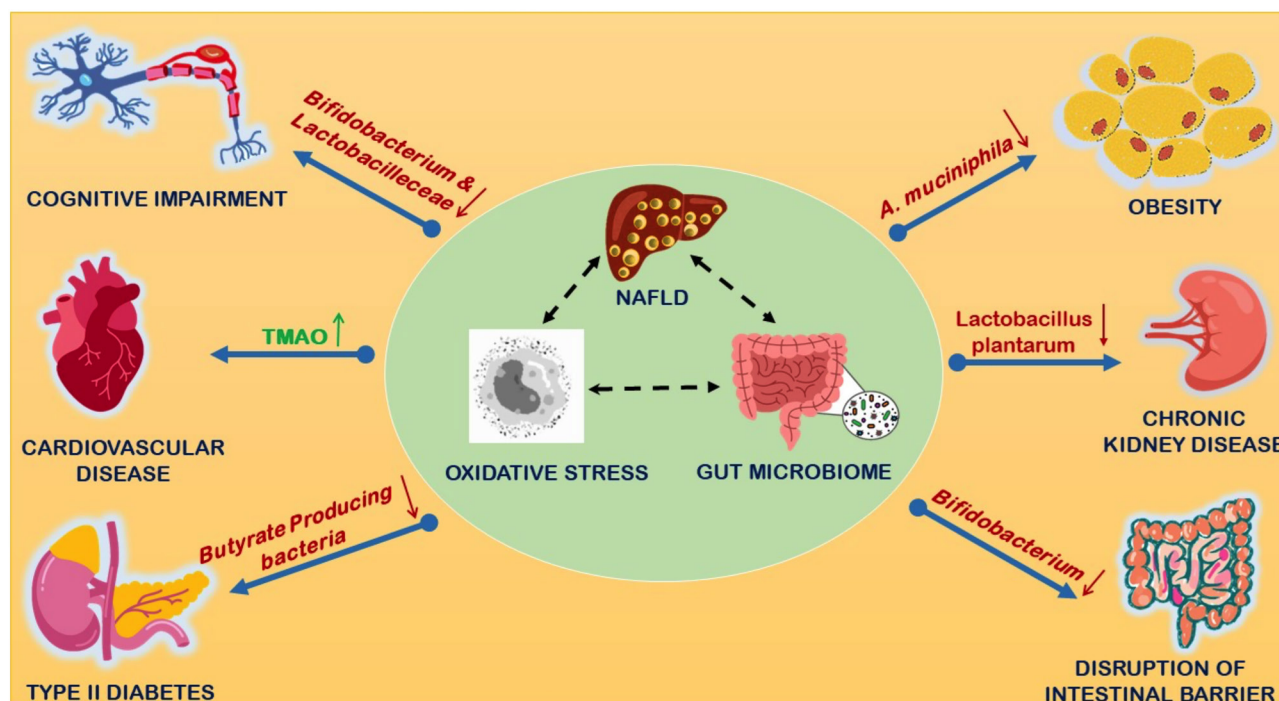 Bifidobacterium &
Lactobacilleceae
COGNITIVE IMPAIRMENT
A. muciniphila
OBESITY
NAFLD
TMAO
CARDIOVASCULAR
DISEASE
Lactobacillus
plantarum
CHRONIC
KIDNEY DISEASE
OXIDATIVE STRESS
GUT MICROBIOME
Butyrate Producing
bacteria
TYPE II DIABETES
Bifidobacterium
DISRUPTION OF
INTESTINAL BARRIER